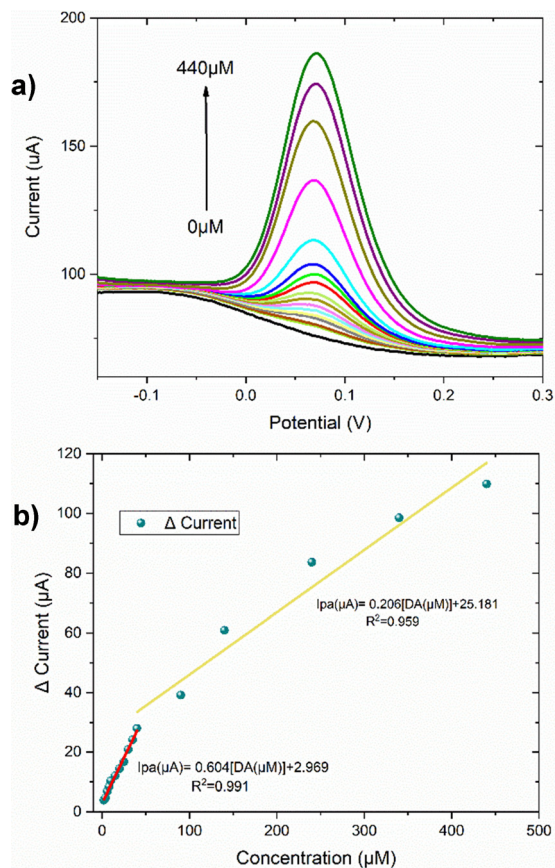 a)
200
150
100
Current (uA)
440μM
0μM
-0.1
0.0
0.1
0.2
0.3
Potential (V)
b)
120
100
80
60
40
20
0
Δ Current (μA)
Δ Current
Ipa(μA)= 0.206[DA(μM)]+25.181
R²=0.959
Ipa(μA)= 0.604[DA(μM)]+2.969
R²=0.991
0
100
200
300
400
500
Concentration (μM)